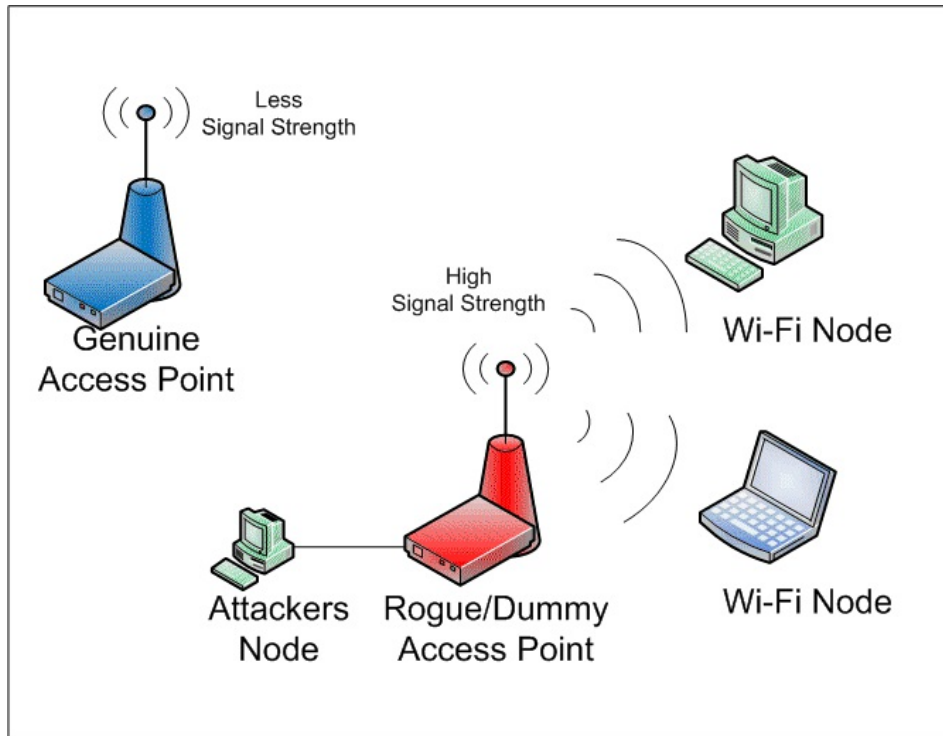 Less
Signal Strength
High
Signal Strength
Genuine
Access Point
Wi-Fi Node
Attackers
Node
Rogue/Dummy
Access Point
Wi-Fi Node